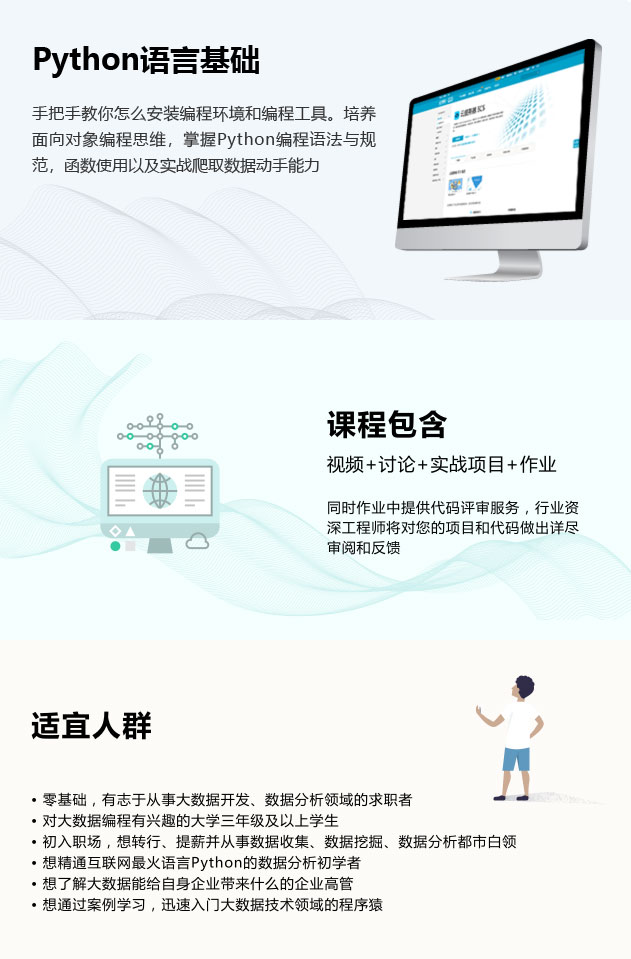 Python语言基础
手把手教你怎么安装编程环境和编程工具。培养
面向对象编程思维，掌握Python编程语法与规
范，函数使用以及实战爬取数据动手能力
课程包含
视频+讨论+实战项目+作业
同时作业中提供代码评审服务，行业资
深工程师将对您的项目和代码做出详尽
审阅和反馈
适宜人群
• 零基础，有志于从事大数据开发、数据分析领域的求职者
• 对大数据编程有兴趣的大学三年级及以上学生
• 初入职场，想转行、提薪并从事数据收集、数据挖掘、数据分析都市白领
• 想精通互联网最火语言Python的数据分析初学者
• 想了解大数据能给自身企业带来什么的企业高管
• 想通过案例学习，迅速入门大数据技术领域的程序猿